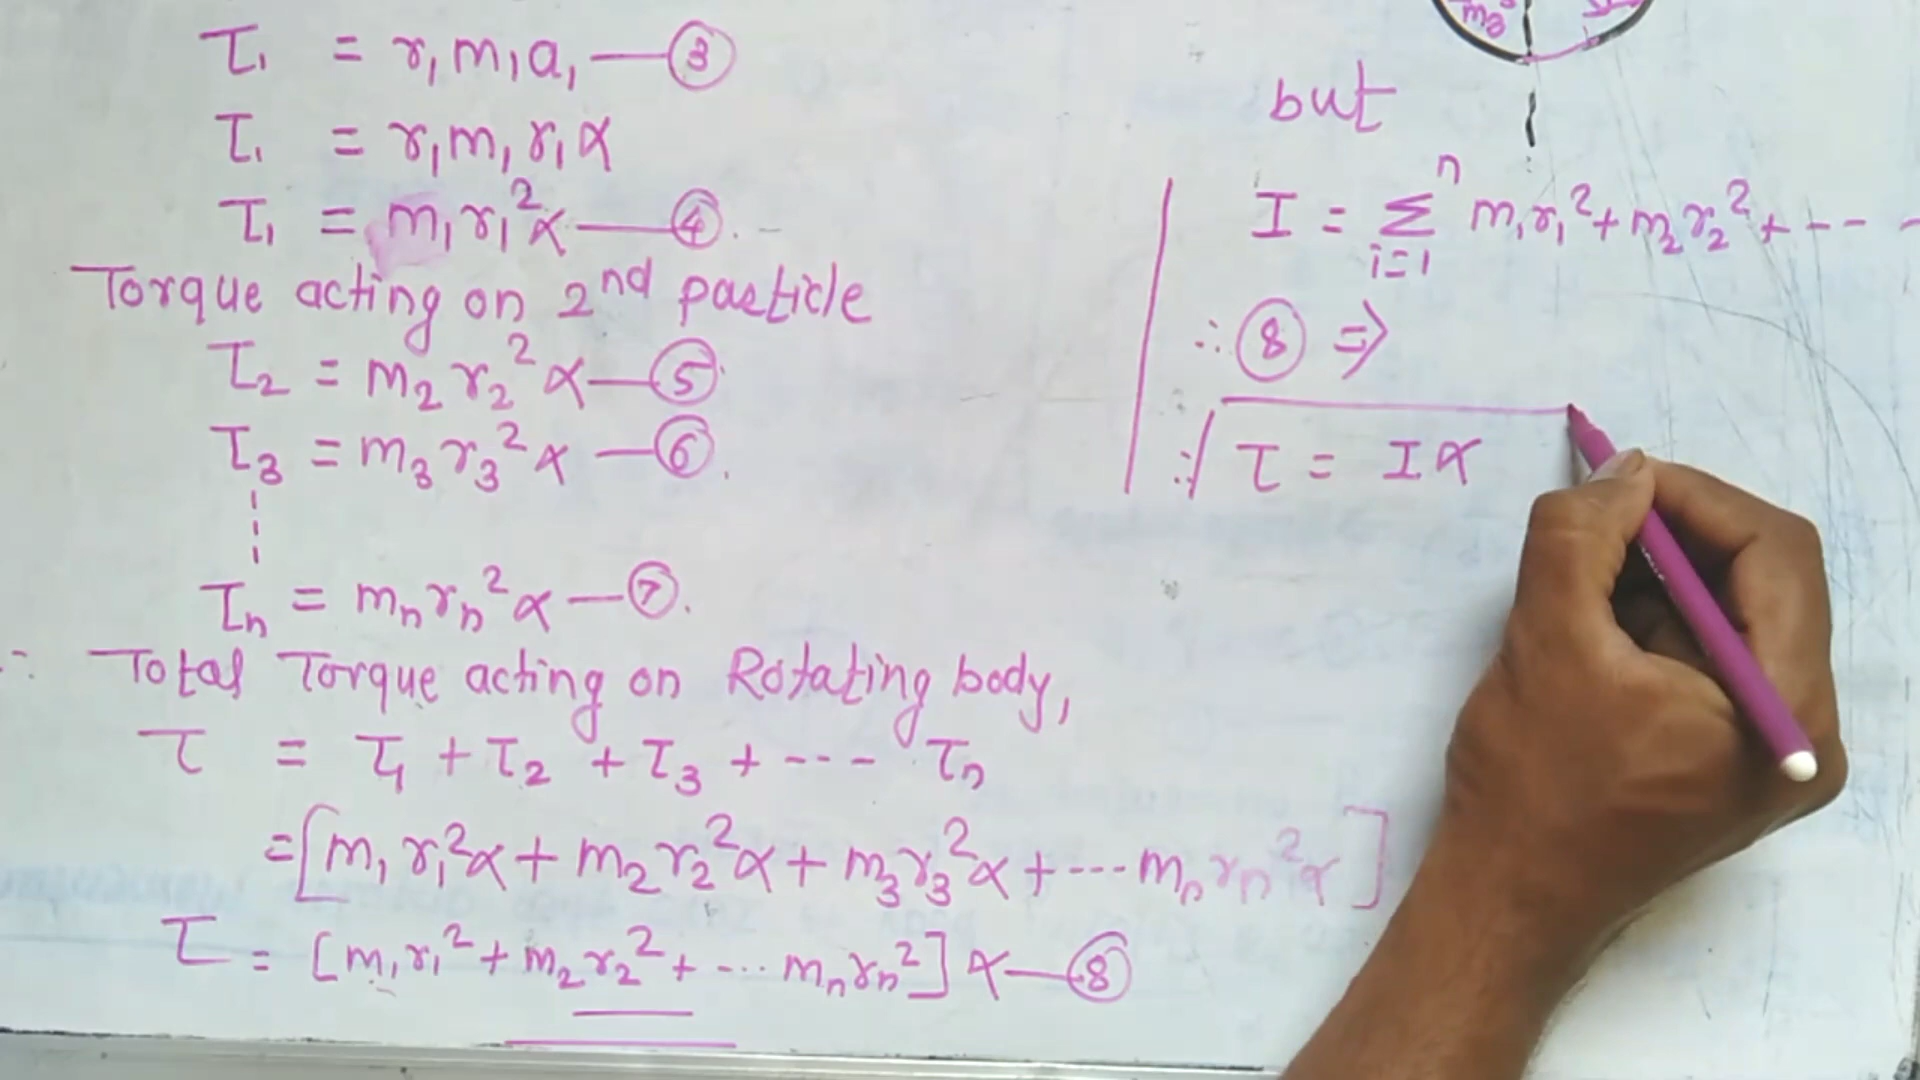 τ₁ = r₁m₁a₁ —③
τ₁ = r₁m₁r₁α
τ₁ = m₁r₁²α —④
Torque acting on 2nd particle
τ₂ = m₂r₂²α —⑤
τ₃ = m₃r₃²α —⑥
τₙ = mₙrₙ²α —⑦
∴ Total Torque acting on Rotating body,
τ = τ₁ + τ₂ + τ₃ + --- τₙ
= [m₁r₁²α + m₂r₂²α + m₃r₃²α + --- mₙrₙ²α]
τ = [m₁r₁² + m₂r₂² + --- mₙrₙ²] α —⑧
but
I = Σⁿᵢ₌₁ m₁r₁² + m₂r₂² + ---
∴ ⑧ ⇒
∴ τ = Iα